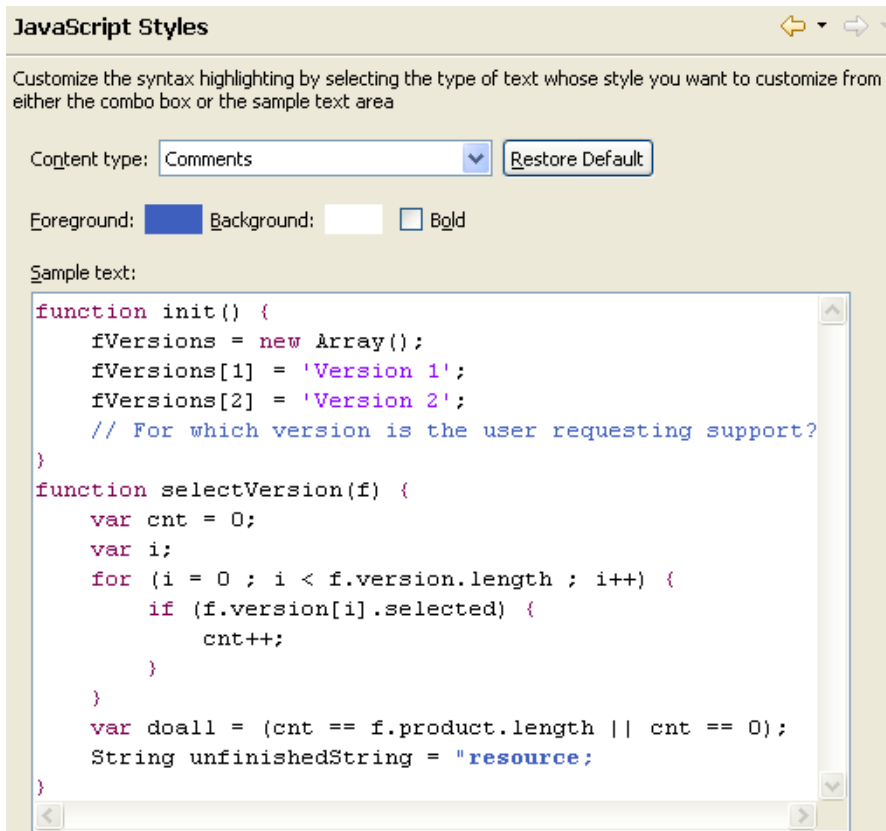 JavaScript Styles
Customize the syntax highlighting by selecting the type of text whose style you want to customize from
either the combo box or the sample text area
Content type: Comments Restore Default
Foreground: Background: Bold
Sample text:
function init() {
    fVersions = new Array();
    fVersions[1] = 'Version 1';
    fVersions[2] = 'Version 2';
    // For which version is the user requesting support?
}
function selectVersion(f) {
    var cnt = 0;
    var i;
    for (i = 0 ; i < f.version.length ; i++) {
        if (f.version[i].selected) {
            cnt++;
        }
    }
    var doall = (cnt == f.product.length || cnt == 0);
    String unfinishedString = "resource;
}